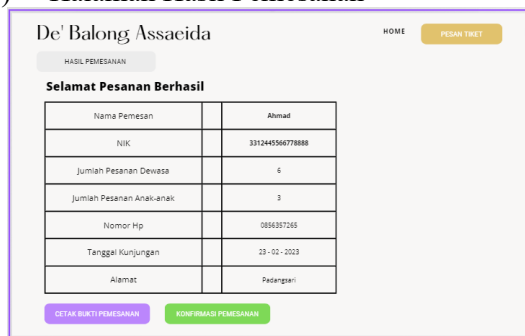 De' Balong Assaeida
HOME
PESAN TIKET
HASIL PEMESANAN
Selamat Pesanan Berhasil
Nama Pemesan Ahmad
NIK 3312445566778888
Jumlah Pesanan Dewasa 6
Jumlah Pesanan Anak-anak 3
Nomor Hp 0856357265
Tanggal Kunjungan 23 - 02 - 2023
Alamat Padangsari
CETAK BUKTI PEMESANAN
KONFIRMASI PEMESANAN